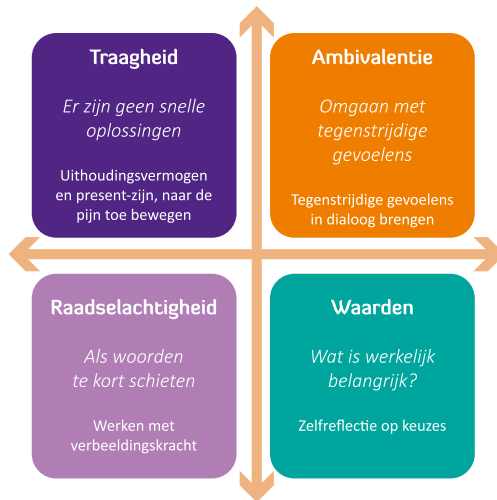 Traagheid
Er zijn geen snelle
oplossingen
Uithoudingsvermogen
en present-zijn, naar de
pijn toe bewegen
Ambivalentie
Omgaan met
tegenstrijdige
gevoelens
Tegenstrijdige gevoelens
in dialoog brengen
Raadselachtigheid
Als woorden
te kort schieten
Werken met
verbeeldingskracht
Waarden
Wat is werkelijk
belangrijk?
Zelfreflectie op keuzes